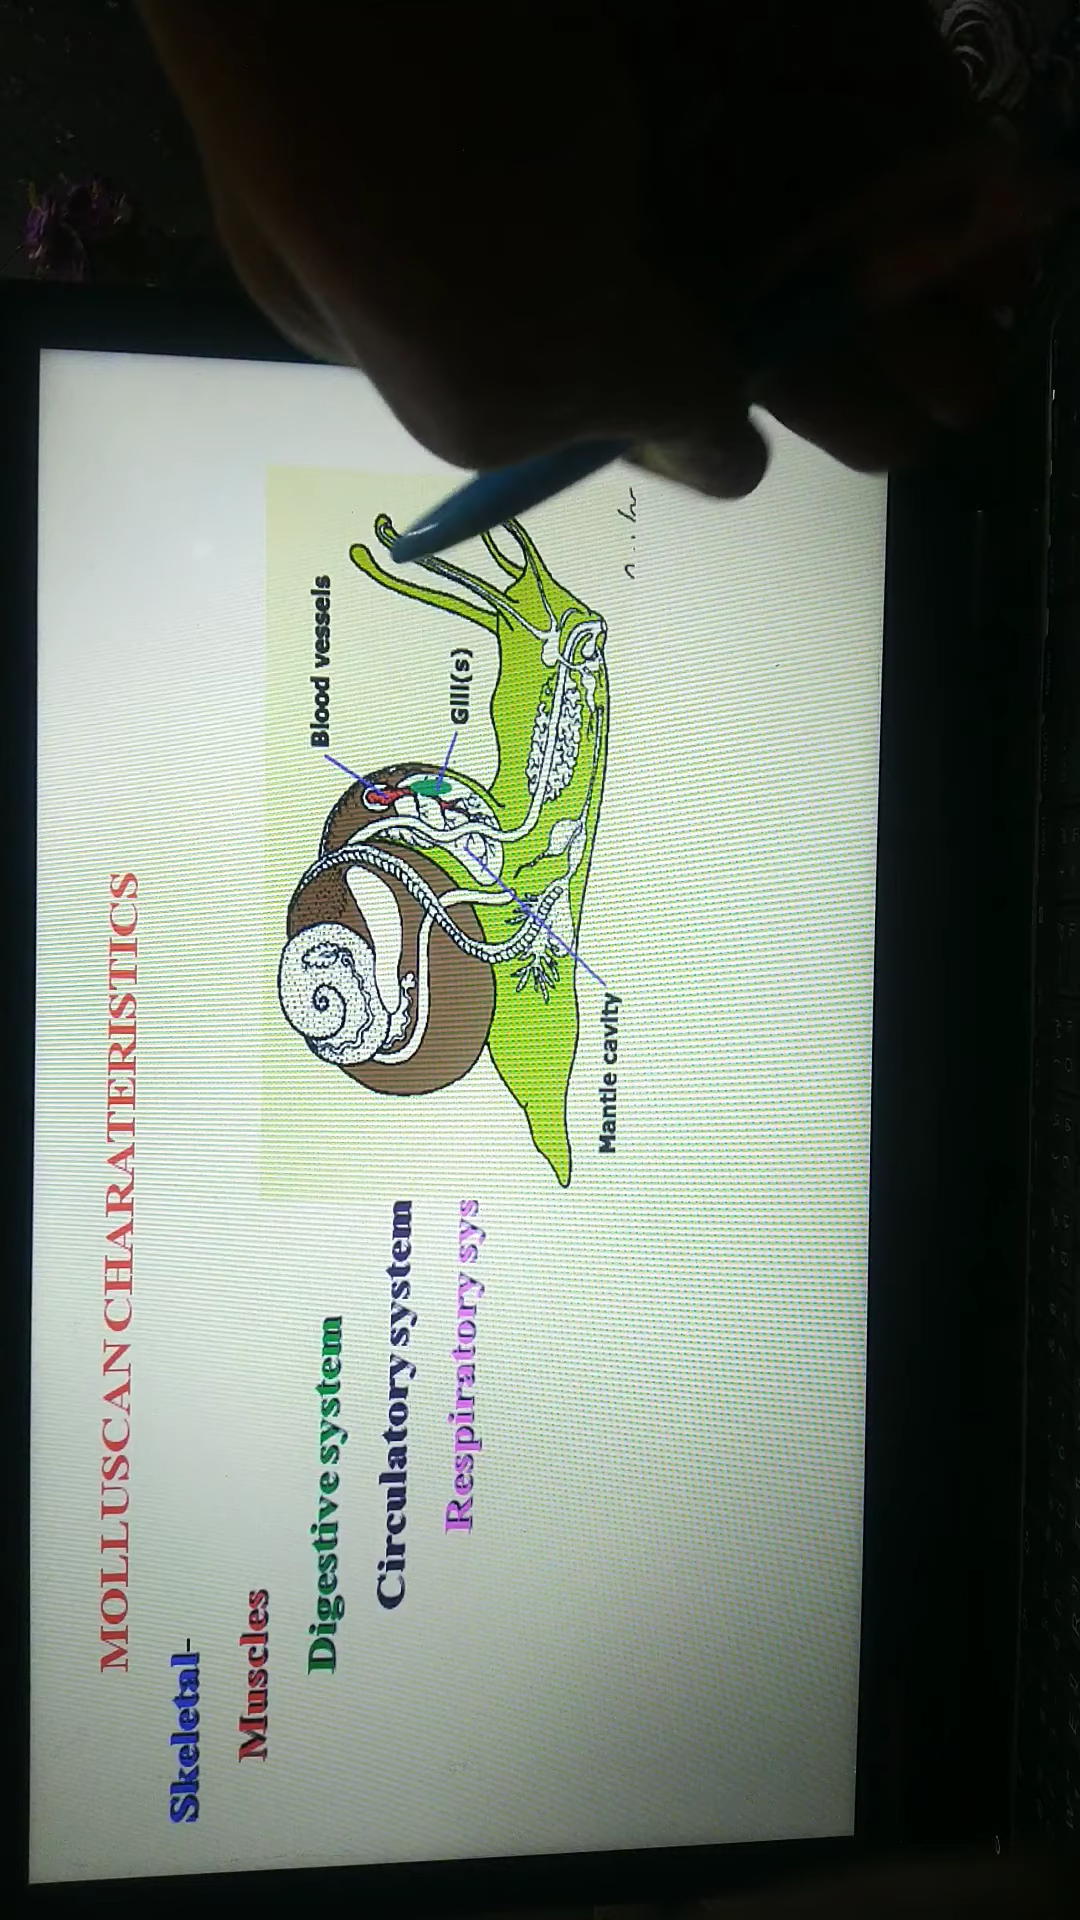 MOLLUSCAN CHARATERISTICS
Skeletal-
Muscles
Digestive system
Circulatory system
Respiratory sys
Blood vessels
Gill(s)
Mantle cavity